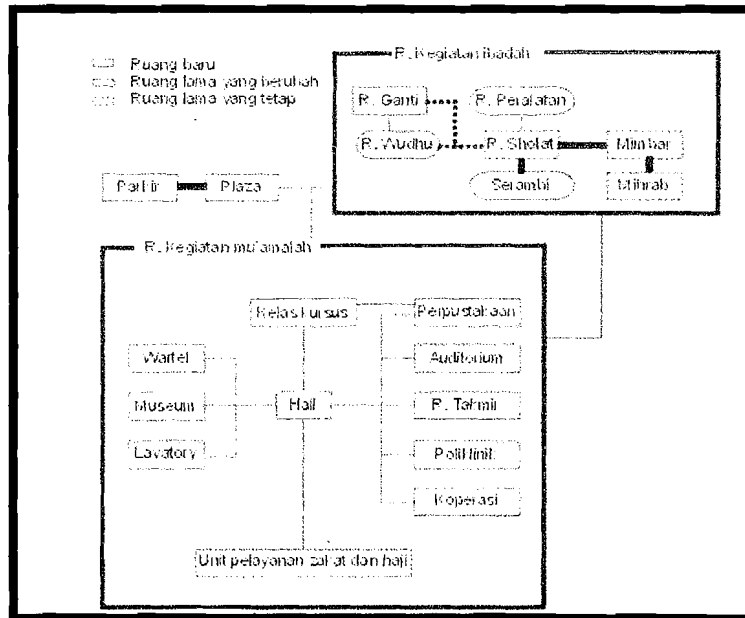 R. Kegiatan ibadah
Ruang baru
Ruang lama yang berubah
Ruang lama yang tetap
R. Ganti
R. Peralatan
R. Wudhu
R. Sholat
Mimbar
Serambi
Mihrab
Parkir
Plaza
R. Kegiatan mu'amalah
Kelas kursus
Perpustakaan
Wartel
Auditorium
Museum
Hall
R. Takmir
Lavatory
Poliklinik
Koperasi
Unit pelayanan zakat dan haji